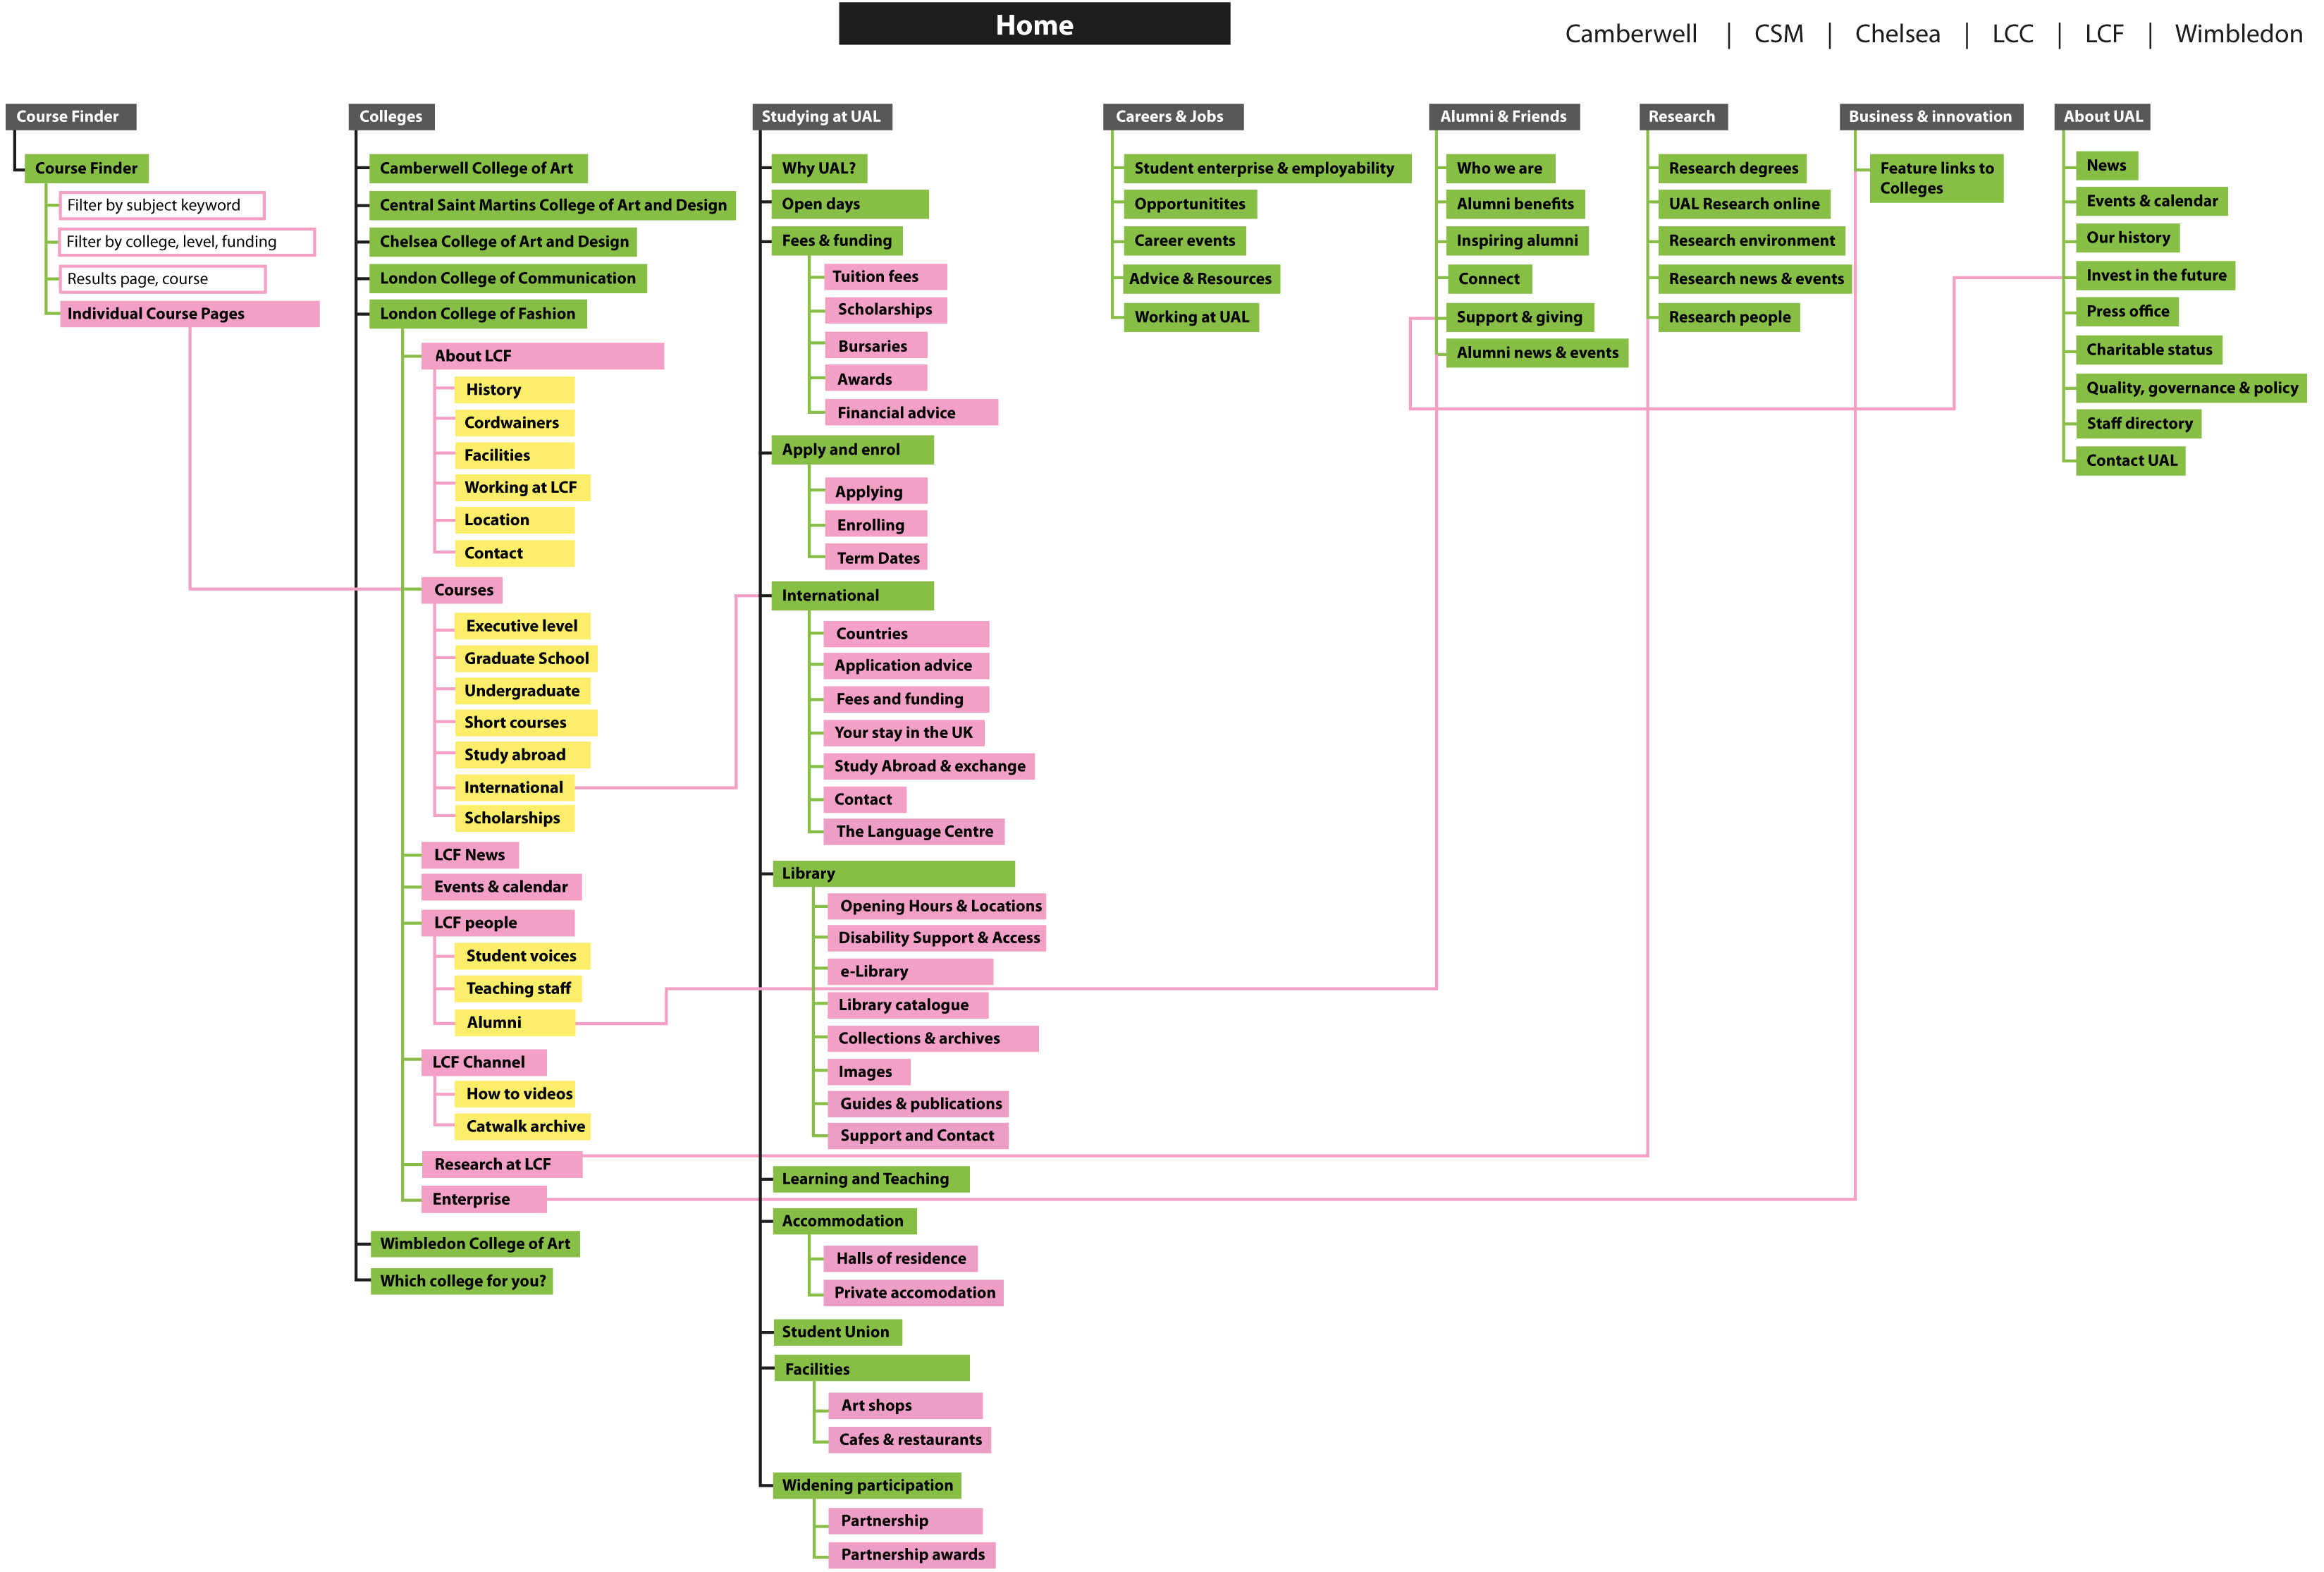 Home
Camberwell | CSM | Chelsea | LCC | LCF | Wimbledon
Course Finder
Course Finder
Filter by subject keyword
Filter by college, level, funding
Results page, course
Individual Course Pages
Colleges
Camberwell College of Art
Central Saint Martins College of Art and Design
Chelsea College of Art and Design
London College of Communication
London College of Fashion
About LCF
History
Cordwainers
Facilities
Working at LCF
Location
Contact
Courses
Executive level
Graduate School
Undergraduate
Short courses
Study abroad
International
Scholarships
LCF News
Events & calendar
LCF people
Student voices
Teaching staff
Alumni
LCF Channel
How to videos
Catwalk archive
Research at LCF
Enterprise
Wimbledon College of Art
Which college for you?
Studying at UAL
Why UAL?
Open days
Fees & funding
Tuition fees
Scholarships
Bursaries
Awards
Financial advice
Apply and enrol
Applying
Enrolling
Term Dates
International
Countries
Application advice
Fees and funding
Your stay in the UK
Study Abroad & exchange
Contact
The Language Centre
Library
Opening Hours & Locations
Disability Support & Access
e-Library
Library catalogue
Collections & archives
Images
Guides & publications
Support and Contact
Learning and Teaching
Accommodation
Halls of residence
Private accomodation
Student Union
Facilities
Art shops
Cafes & restaurants
Widening participation
Partnership
Partnership awards
Careers & Jobs
Student enterprise & employability
Opportunitites
Career events
Advice & Resources
Working at UAL
Alumni & Friends
Who we are
Alumni benefits
Inspiring alumni
Connect
Support & giving
Alumni news & events
Research
Research degrees
UAL Research online
Research environment
Research news & events
Research people
Business & innovation
Feature links to
Colleges
About UAL
News
Events & calendar
Our history
Invest in the future
Press office
Charitable status
Quality, governance & policy
Staff directory
Contact UAL